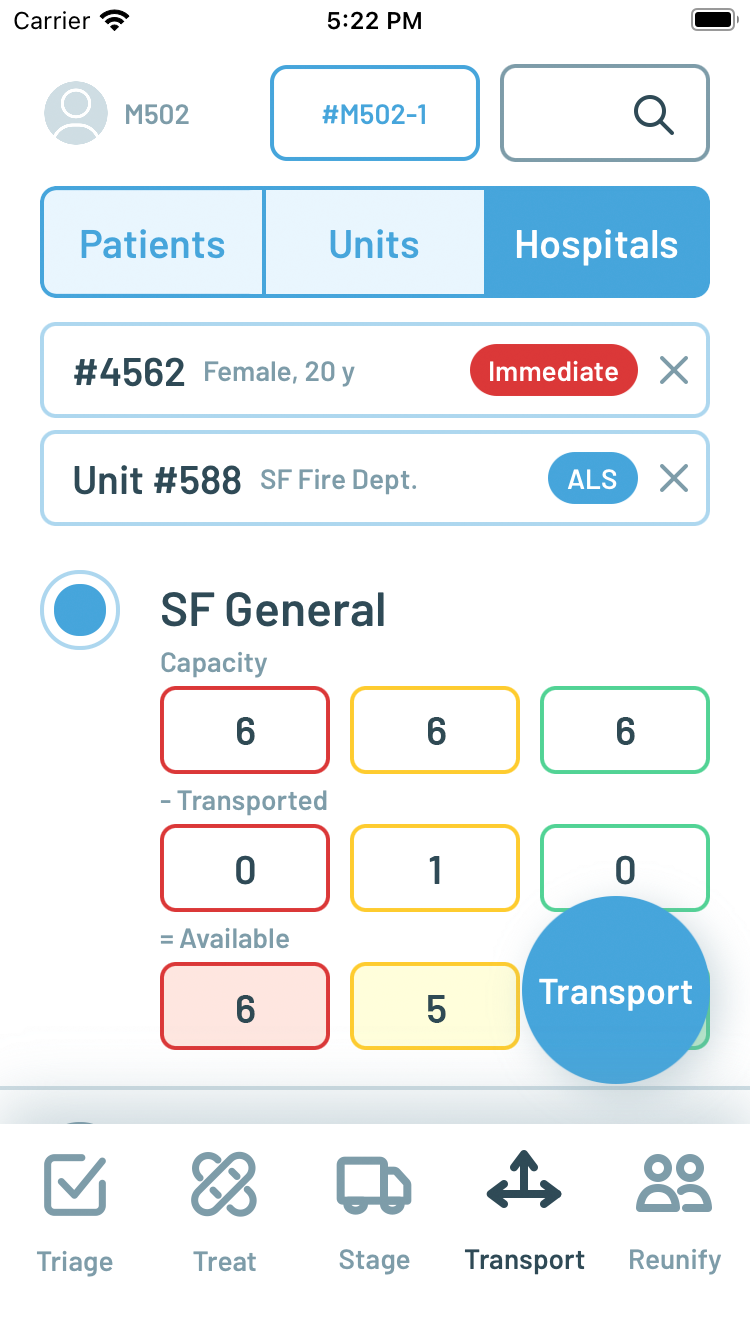 Carrier 5:22 PM
M502 #M502-1
Patients Units Hospitals
#4562 Female, 20 y Immediate
Unit #588 SF Fire Dept. ALS
SF General
Capacity
6 6 6
- Transported
0 1 0
= Available
6 5
Transport
Triage Treat Stage Transport Reunify